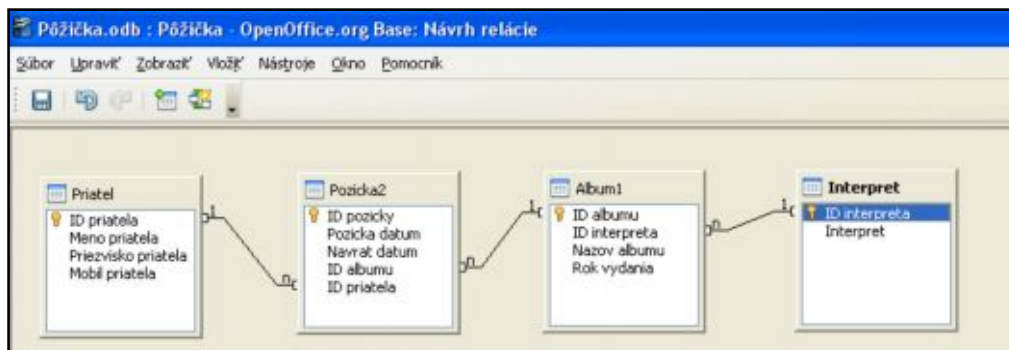 Pôžička.odb : Pôžička - OpenOffice.org Base: Návrh relácie
Súbor Upraviť Zobraziť Vložiť Nástroje Okno Pomocník
Priatel
ID priatela
Meno priatela
Priezvisko priatela
Mobil priatela
1
n
Pozicka2
ID pozicky
Pozicka datum
Navrat datum
ID albumu
ID priatela
n
1
Album1
ID albumu
ID interpreta
Nazov albumu
Rok vydania
n
1
Interpret
ID interpreta
Interpret